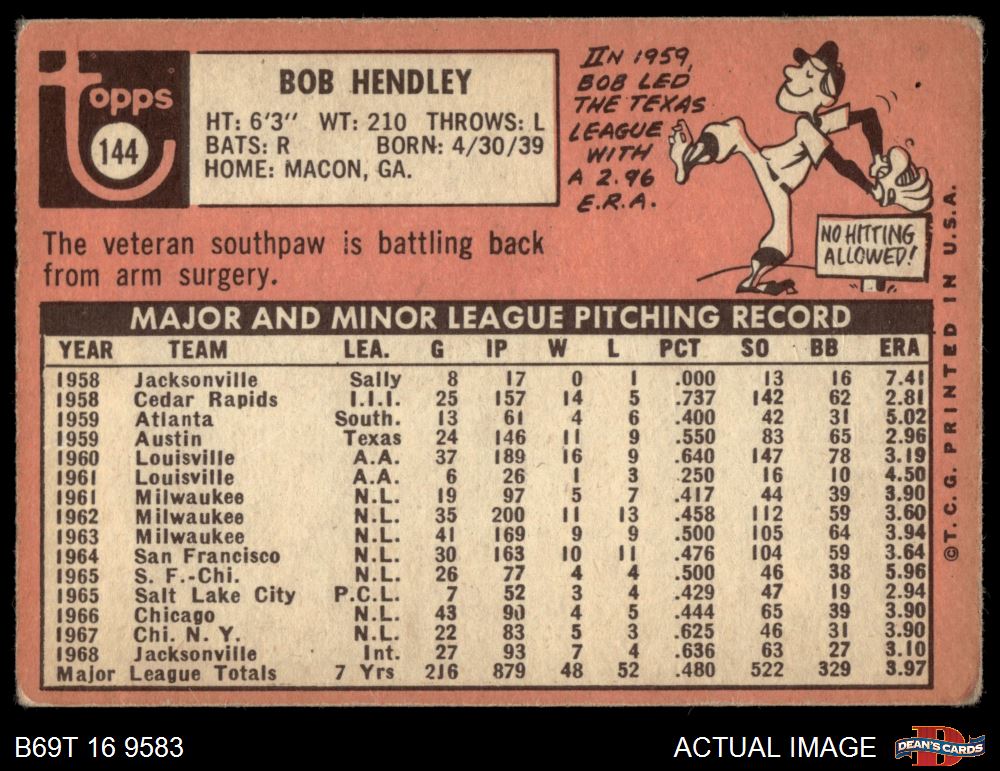 Topps
144
BOB HENDLEY
HT: 6'3" WT: 210 THROWS: L
BATS: R BORN: 4/30/39
HOME: MACON, GA.
IN 1959,
BOB LED
THE TEXAS
LEAGUE
WITH
A 2.96
E.R.A.
NO HITTING
ALLOWED!
The veteran southpaw is battling back
from arm surgery.
MAJOR AND MINOR LEAGUE PITCHING RECORD
YEAR TEAM LEA. G IP W L PCT SO BB ERA
1958 Jacksonville Sally 8 17 0 1 .000 13 16 7.41
1958 Cedar Rapids I.I.I. 25 157 14 5 .737 142 62 2.81
1959 Atlanta South. 13 61 4 6 .400 42 31 5.02
1959 Austin Texas 24 146 11 9 .550 83 65 2.96
1960 Louisville A.A. 37 189 16 9 .640 147 78 3.19
1961 Louisville A.A. 6 26 1 3 .250 16 10 4.50
1961 Milwaukee N.L. 19 97 5 7 .417 44 39 3.90
1962 Milwaukee N.L. 35 200 11 13 .458 112 59 3.60
1963 Milwaukee N.L. 41 169 9 9 .500 105 64 3.94
1964 San Francisco N.L. 30 163 10 11 .476 104 59 3.64
1965 S. F.-Chi. N.L. 26 77 4 4 .500 46 38 5.96
1965 Salt Lake City P.C.L. 7 52 3 4 .429 47 19 2.94
1966 Chicago N.L. 43 90 4 5 .444 65 39 3.90
1967 Chi. N. Y. N.L. 22 83 5 3 .625 46 31 3.90
1968 Jacksonville Int. 27 93 7 4 .636 63 27 3.10
Major League Totals 7 Yrs 216 879 48 52 .480 522 329 3.97
©T.C.G. PRINTED IN U.S.A.
B69T 16 9583
ACTUAL IMAGE
DEAN'S CARDS